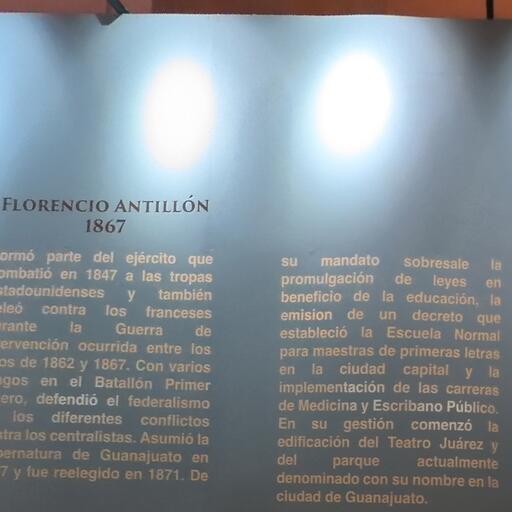 FLORENCIO ANTILLÓN
1867
ormó parte del ejército que
ombatió en 1847 a las tropas
stadounidenses y también
eleó contra los franceses
urante la Guerra de
tervención ocurrida entre los
os de 1862 y 1867. Con varios
ngos en el Batallón Primer
ero, defendió el federalismo
los diferentes conflictos
tra los centralistas. Asumió la
bernatura de Guanajuato en
7 y fue reelegido en 1871. De
su mandato sobresale la
promulgación de leyes en
beneficio de la educación, la
emision de un decreto que
estableció la Escuela Normal
para maestras de primeras letras
en la ciudad capital y la
implementación de las carreras
de Medicina y Escribano Público.
En su gestión comenzó la
edificación del Teatro Juárez y
del parque actualmente
denominado con su nombre en la
ciudad de Guanajuato.